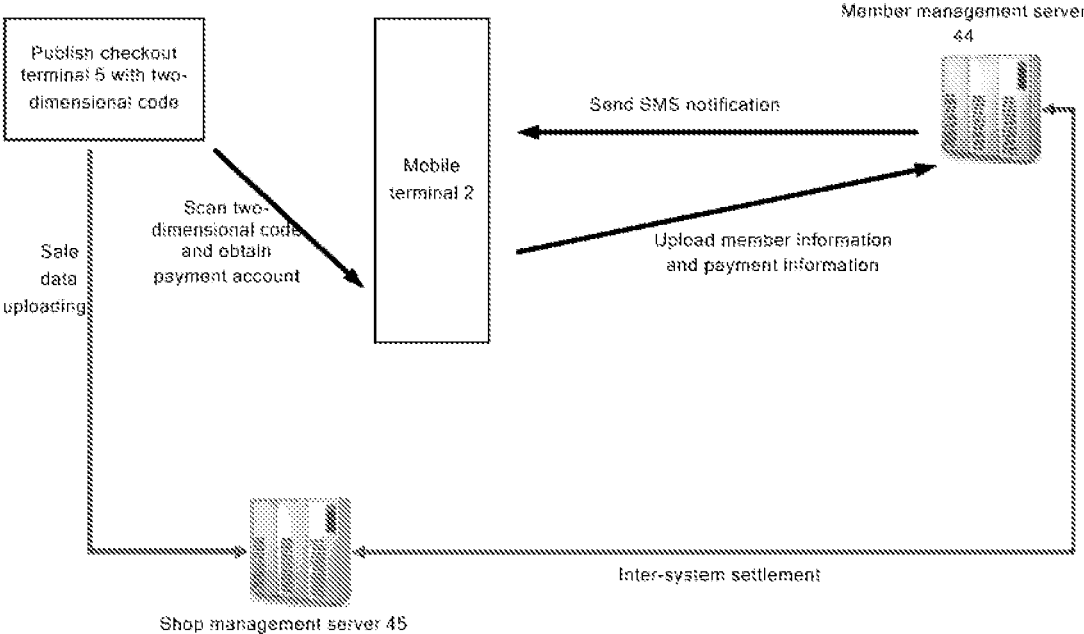 Member management server
44
Publish checkout
terminal 5 with two-
dimensional code
Send SMS notification
Mobile
terminal 2
Scan two-
dimensional code
and obtain
payment account
Upload member information
and payment information
Sale
data
uploading
Inter-system settlement
Shop management server 45